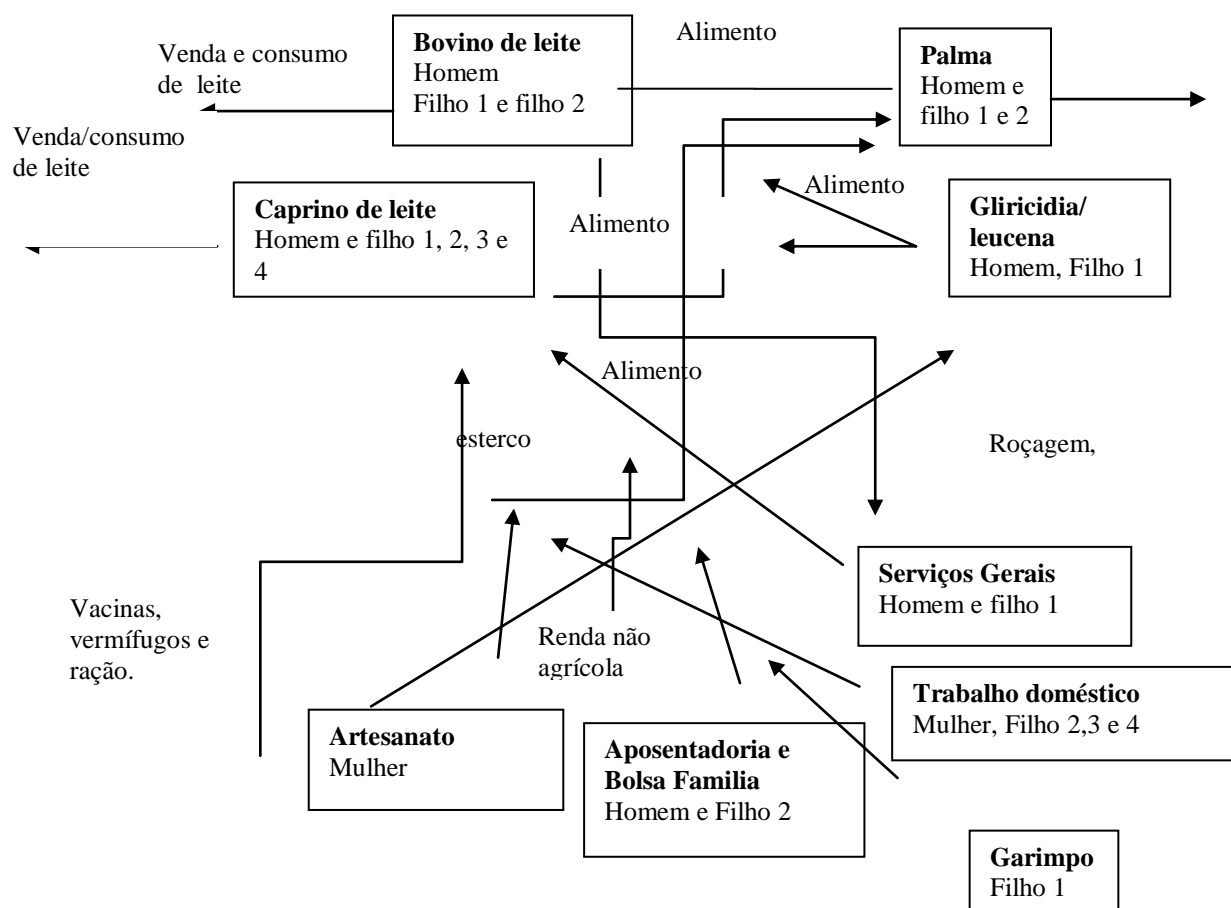 Bovino de leite
Homem
Filho 1 e filho 2
Alimento
Palma
Homem e
filho 1 e 2
Venda e consumo
de leite
Venda/consumo
de leite
Caprino de leite
Homem e filho 1, 2, 3 e
4
Alimento
Alimento
Gliricidia/
leucena
Homem, Filho 1
Alimento
esterco
Roçagem,
Serviços Gerais
Homem e filho 1
Vacinas,
vermífugos e
ração.
Renda não
agrícola
Trabalho doméstico
Mulher, Filho 2,3 e 4
Artesanato
Mulher
Aposentadoria e
Bolsa Familia
Homem e Filho 2
Garimpo
Filho 1